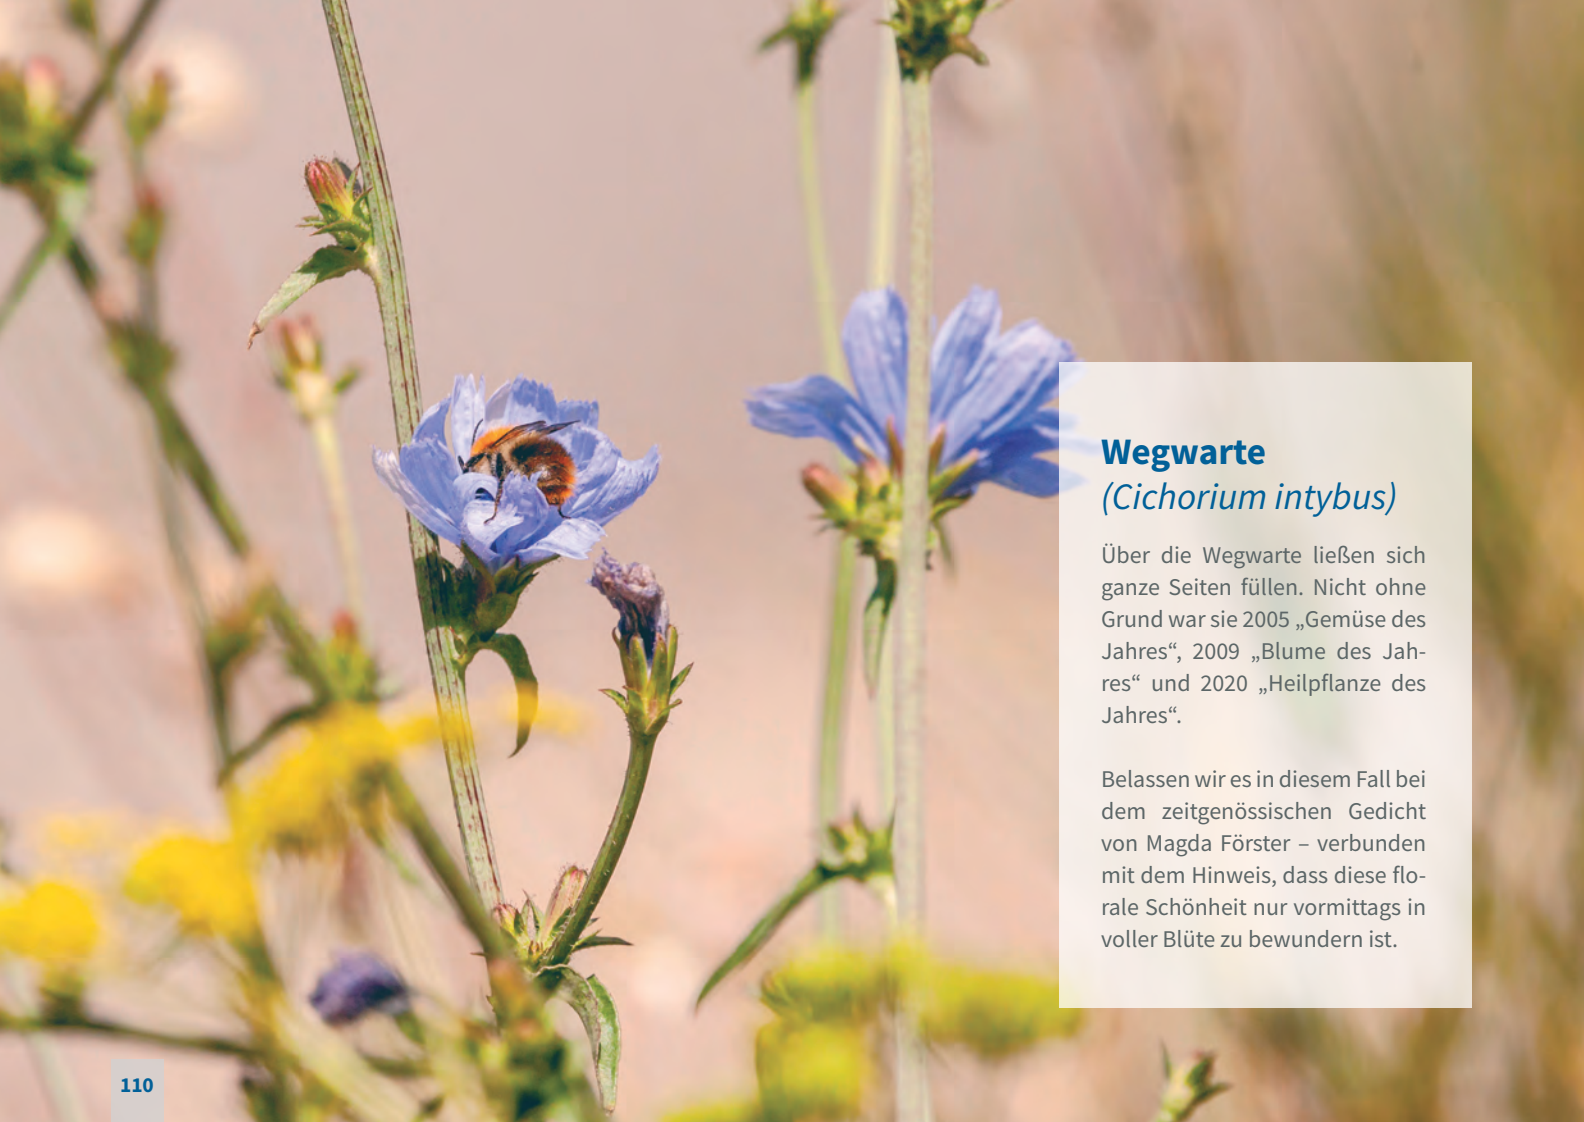 Wegwarte
(Cichorium intybus)
Über die Wegwarte ließen sich
ganze Seiten füllen. Nicht ohne
Grund war sie 2005 „Gemüse des
Jahres“, 2009 „Blume des Jah-
res“ und 2020 „Heilpflanze des
Jahres“.
Belassen wir es in diesem Fall bei
dem zeitgenössischen Gedicht
von Magda Förster – verbunden
mit dem Hinweis, dass diese flo-
rale Schönheit nur vormittags in
voller Blüte zu bewundern ist.
110